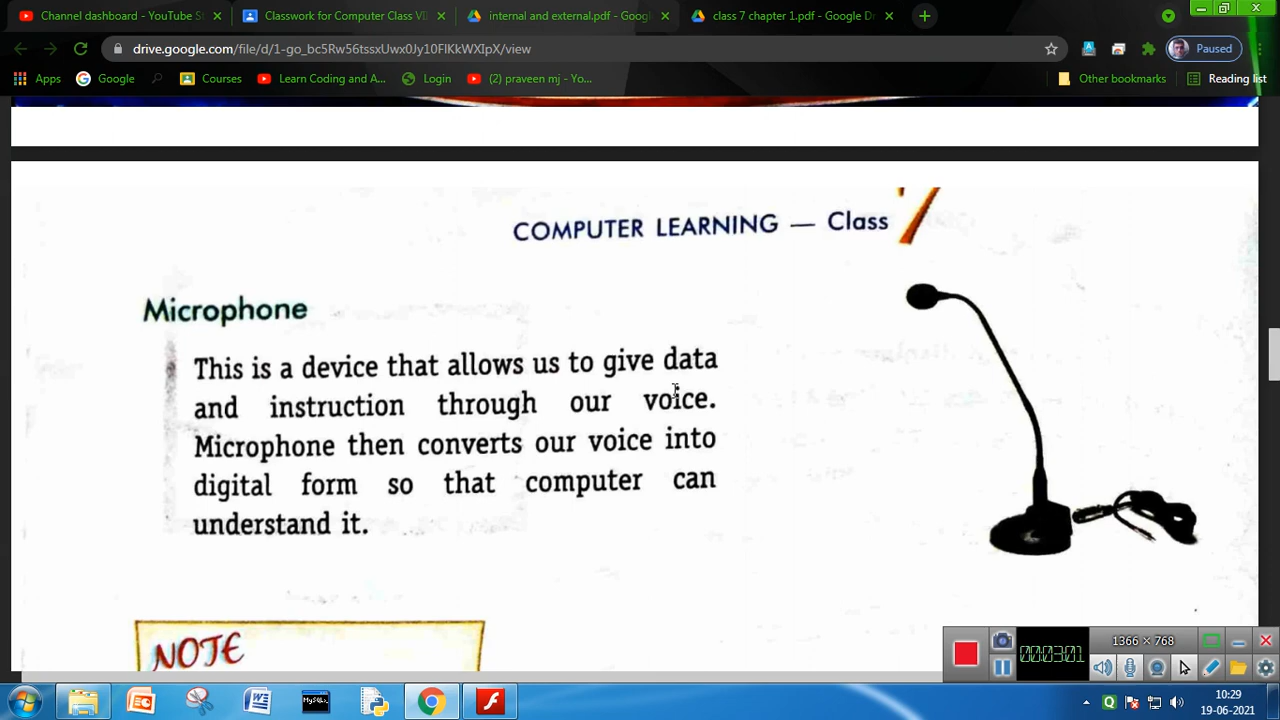 Channel dashboard - YouTube S
Classwork for Computer Class VI
internal and external.pdf - Goog
class 7 chapter 1.pdf - Google D
drive.google.com/file/d/1-go_bc5Rw56tssxUwx0Jy10FlKkWXIpX/view
Paused
Apps
Google
Courses
Learn Coding and A...
Login
(2) praveen mj - Yo...
Other bookmarks
Reading list
COMPUTER LEARNING — Class 7
Microphone
This is a device that allows us to give data
and instruction through our voice.
Microphone then converts our voice into
digital form so that computer can
understand it.
NOTE
000301
1366 × 768
10:29
19-06-2021